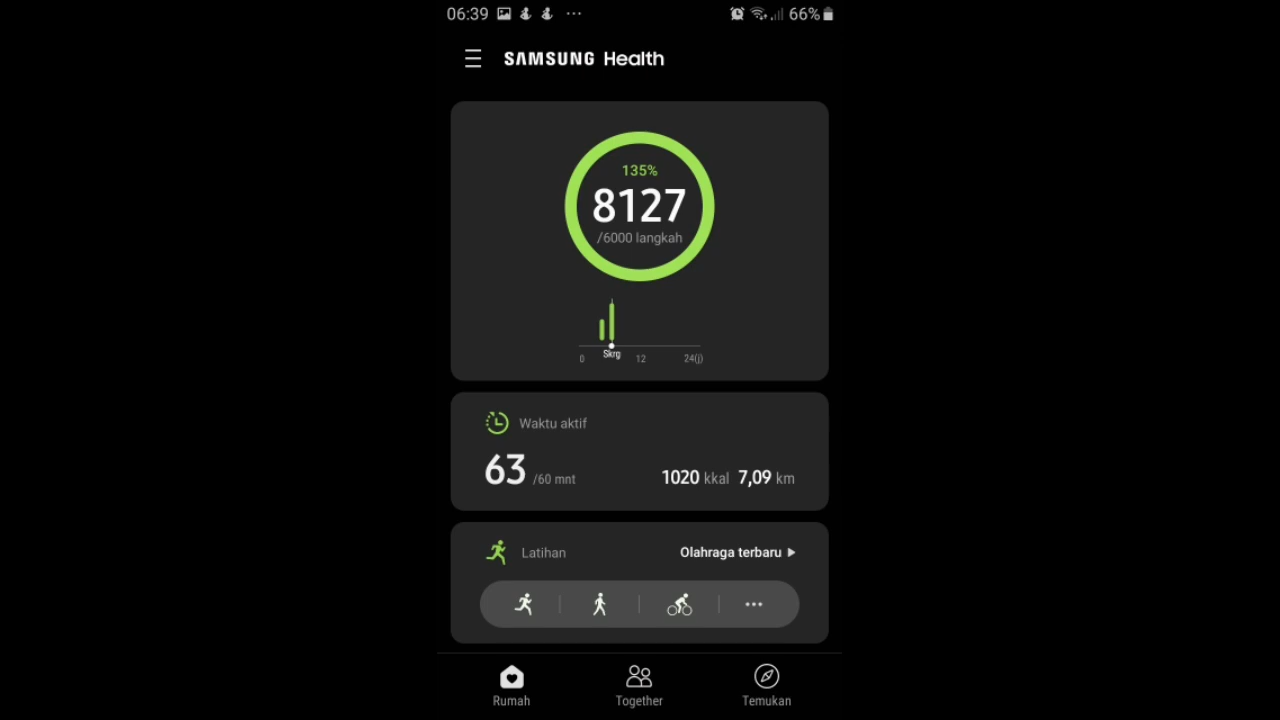 06:39 66%
SAMSUNG Health
135%
8127
/6000 langkah
0 Skrg 12 24(j)
Waktu aktif
63 /60 mnt 1020 kkal 7,09 km
Latihan Olahraga terbaru
Rumah Together Temukan